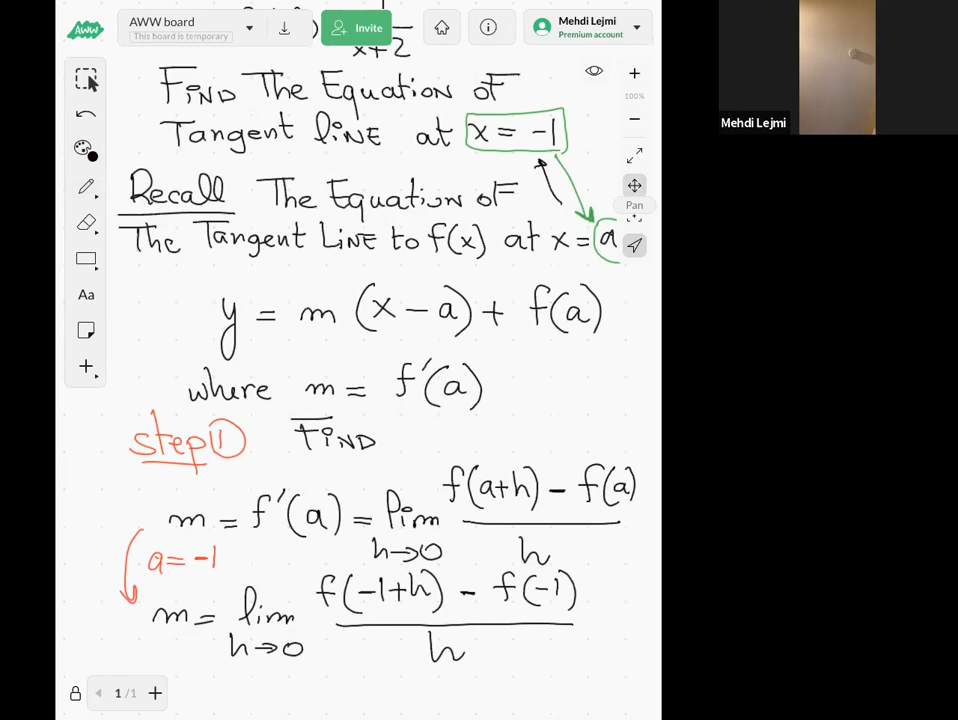 AWW board
This board is temporary
Invite
Mehdi Lejmi
Premium account
x+2
FIND The Equation of
Tangent line at x = -1
100%
Recall The Equation of
Pan
The Tangent Line to f(x) at x = a
y = m (x - a) + f(a)
where m = f'(a)
step ① FIND
m = f'(a) = lim h→0 f(a+h) - f(a) / h
a = -1
m = lim h→0 f(-1+h) - f(-1) / h
Aa
1 / 1
Mehdi Lejmi